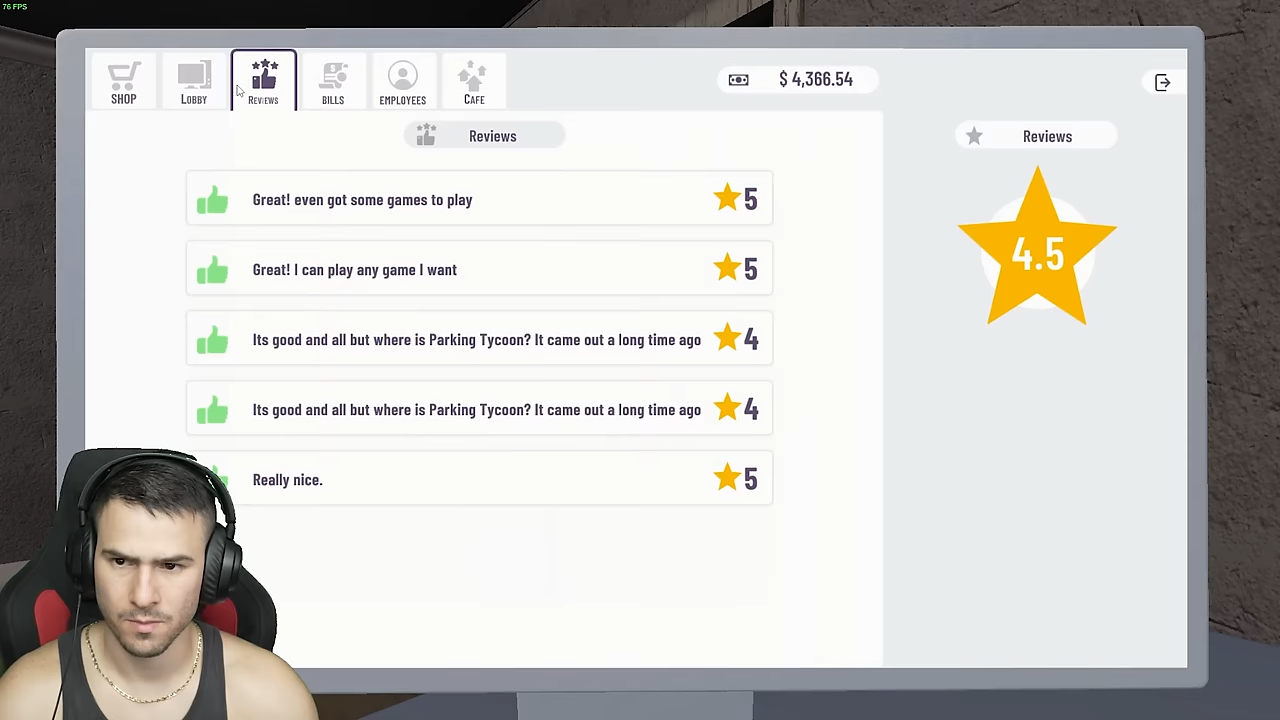 76 FPS
SHOP
LOBBY
REVIEWS
BILLS
EMPLOYEES
CAFE
$ 4,366.54
Reviews
Great! even got some games to play
5
Great! I can play any game I want
5
Its good and all but where is Parking Tycoon? It came out a long time ago
4
Its good and all but where is Parking Tycoon? It came out a long time ago
4
Really nice.
5
Reviews
4.5